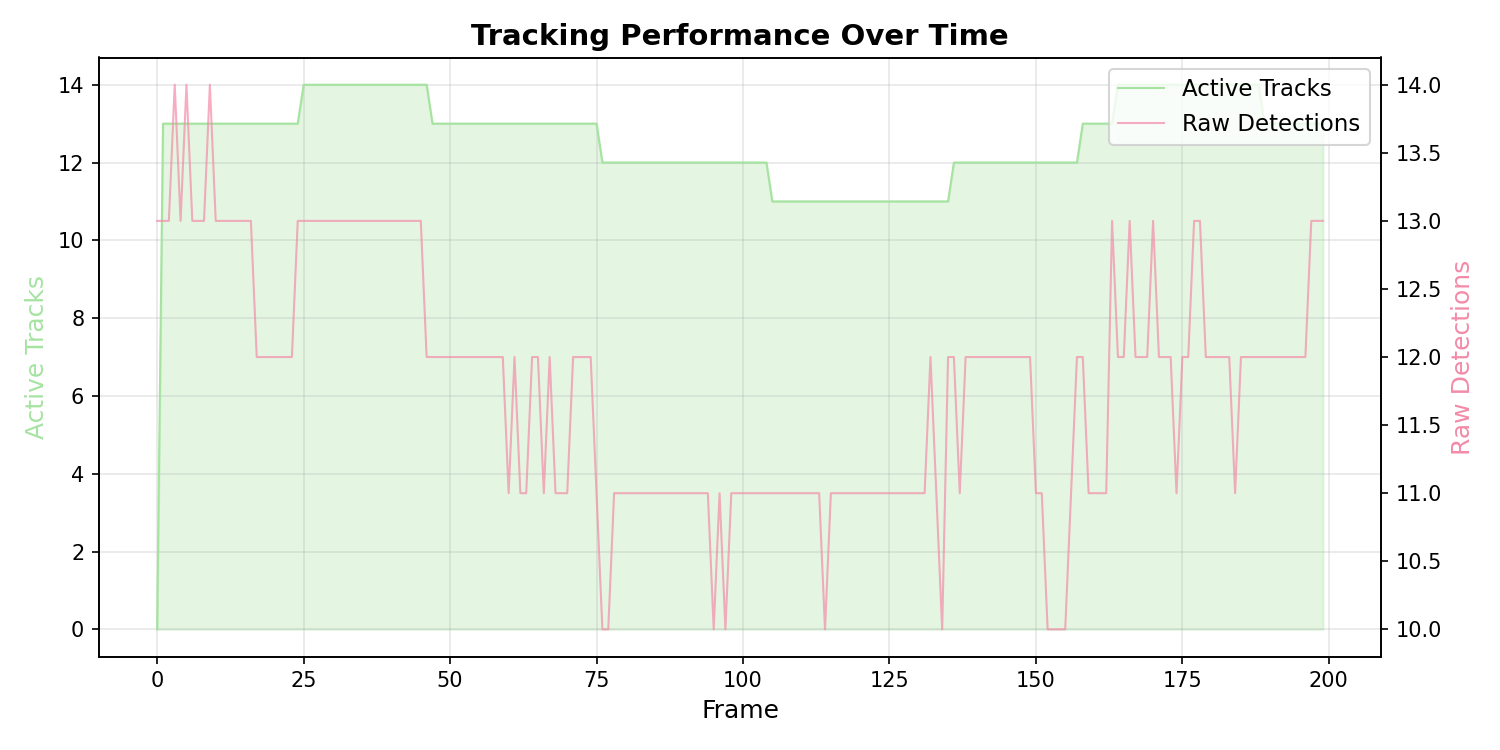 Tracking Performance Over Time
Active Tracks
Raw Detections
14
12
10
8
6
4
2
0
Active Tracks
14.0
13.5
13.0
12.5
12.0
11.5
11.0
10.5
10.0
Raw Detections
0 25 50 75 100 125 150 175 200
Frame